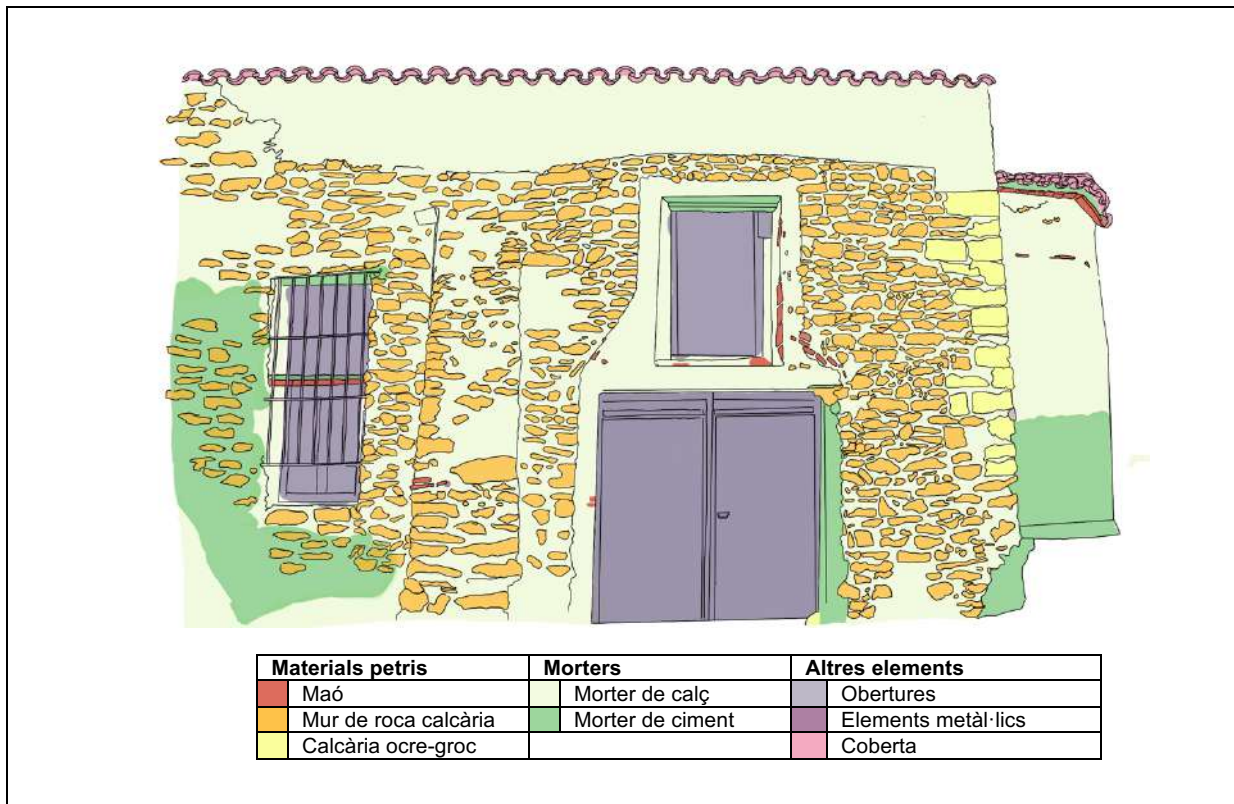 Materials petris Morters Altres elements
Maó Morter de calç Obertures
Mur de roca calcària Morter de ciment Elements metàl·lics
Calcària ocre-groc Coberta